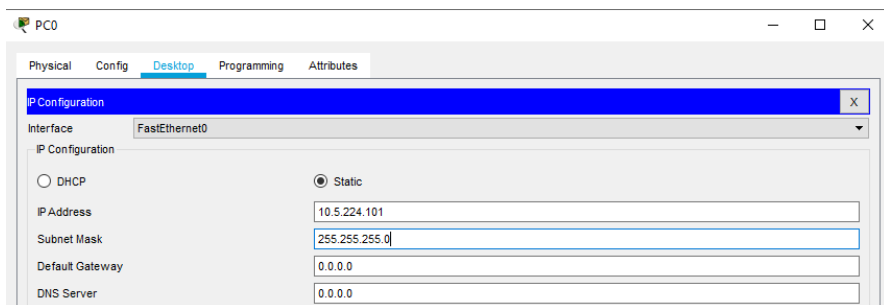 PC0
Physical Config Desktop Programming Attributes
IP Configuration X
Interface FastEthernet0
IP Configuration
DHCP Static
IP Address 10.5.224.101
Subnet Mask 255.255.255.0
Default Gateway 0.0.0.0
DNS Server 0.0.0.0